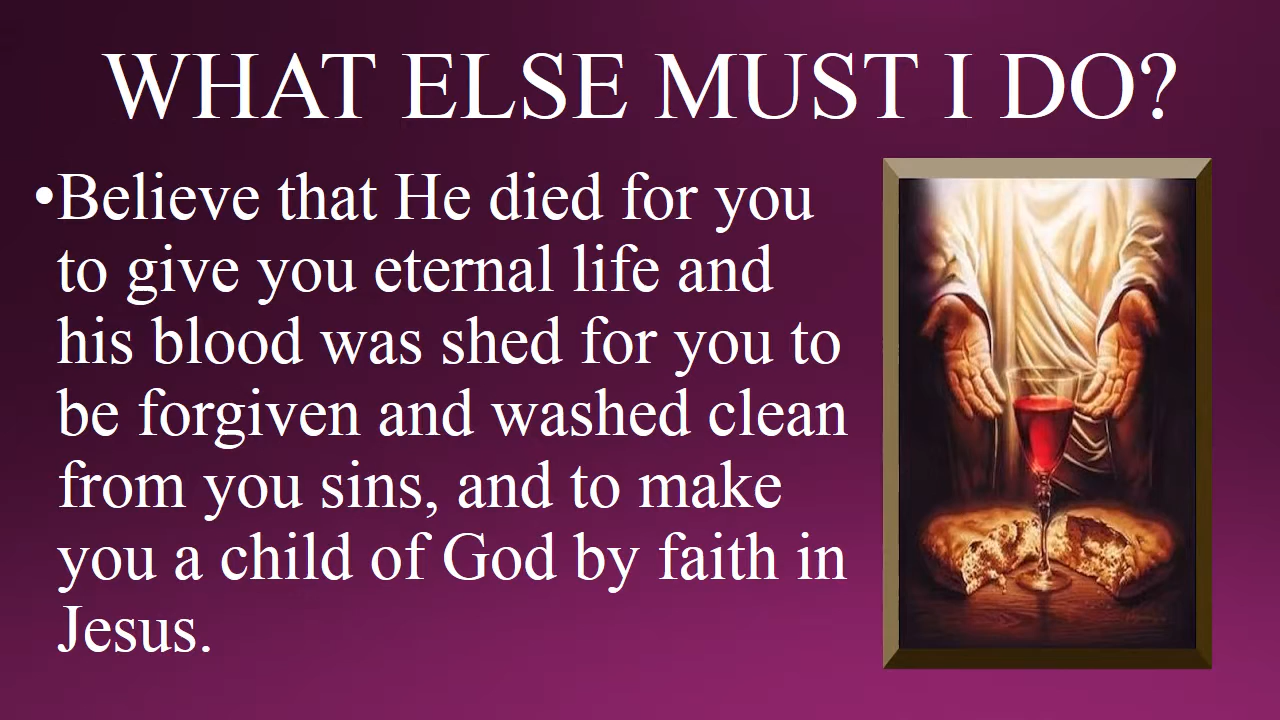 WHAT ELSE MUST I DO?
•Believe that He died for you
to give you eternal life and
his blood was shed for you to
be forgiven and washed clean
from you sins, and to make
you a child of God by faith in
Jesus.